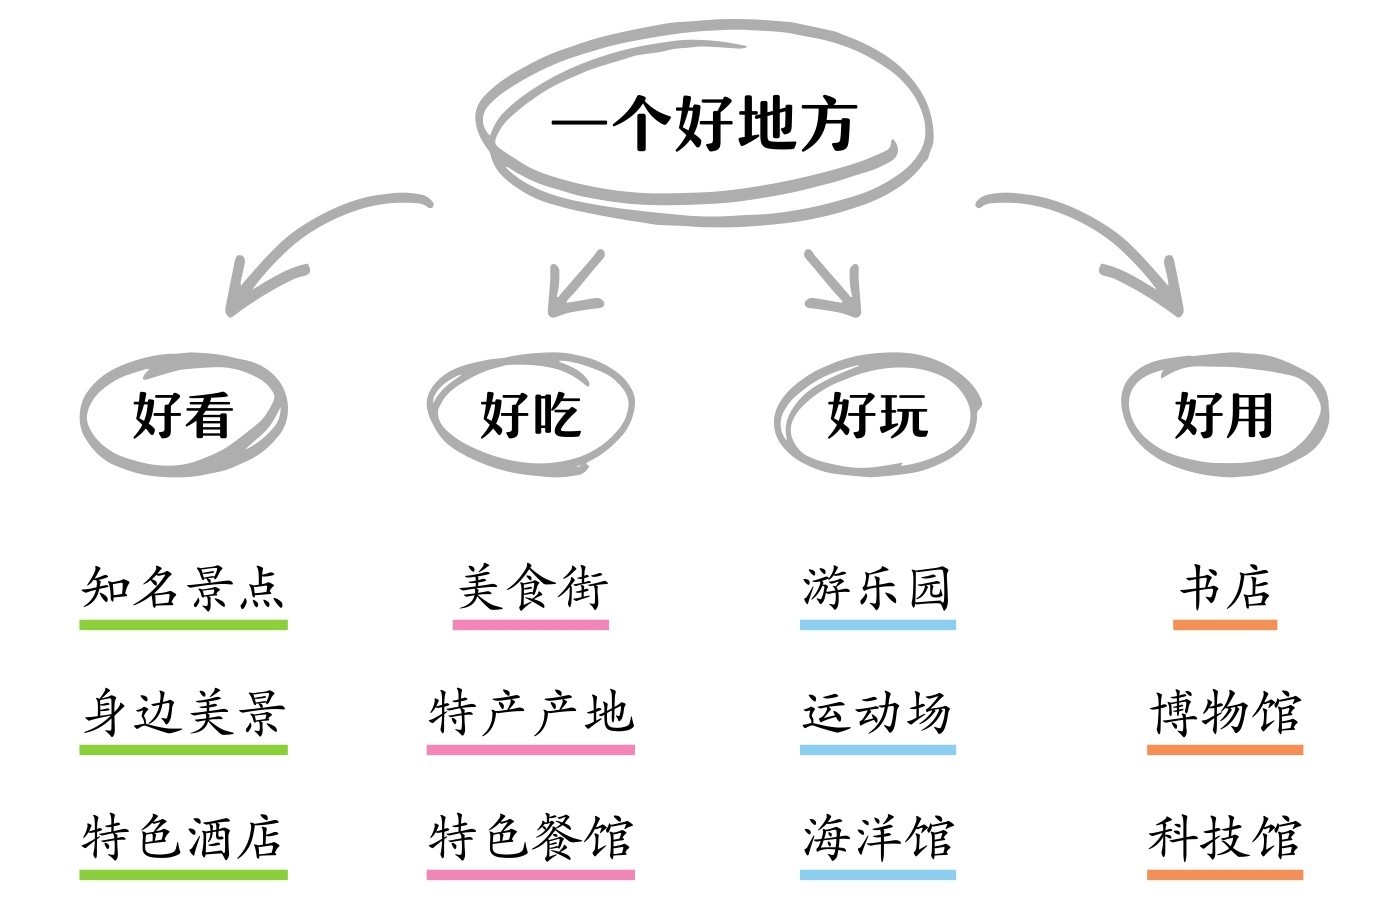 一个好地方
好看
好吃
好玩
好用
知名景点
美食街
游乐园
书店
身边美景
特产产地
运动场
博物馆
特色酒店
特色餐馆
海洋馆
科技馆